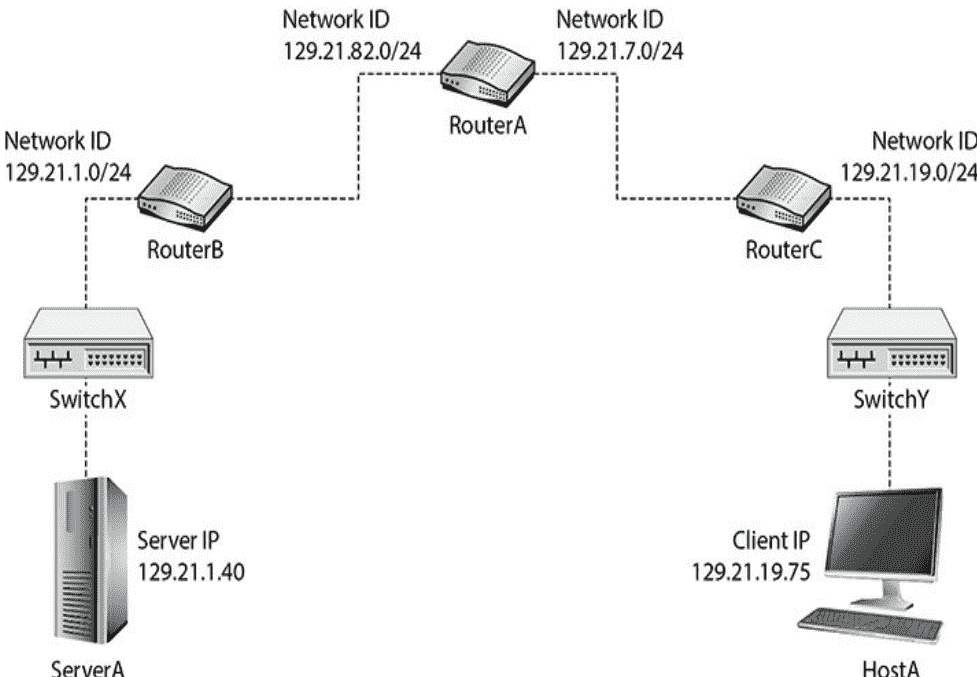 Network ID
129.21.82.0/24
Network ID
129.21.7.0/24
RouterA
Network ID
129.21.1.0/24
Network ID
129.21.19.0/24
RouterB
RouterC
SwitchX
SwitchY
Server IP
129.21.1.40
Client IP
129.21.19.75
ServerA
HostA